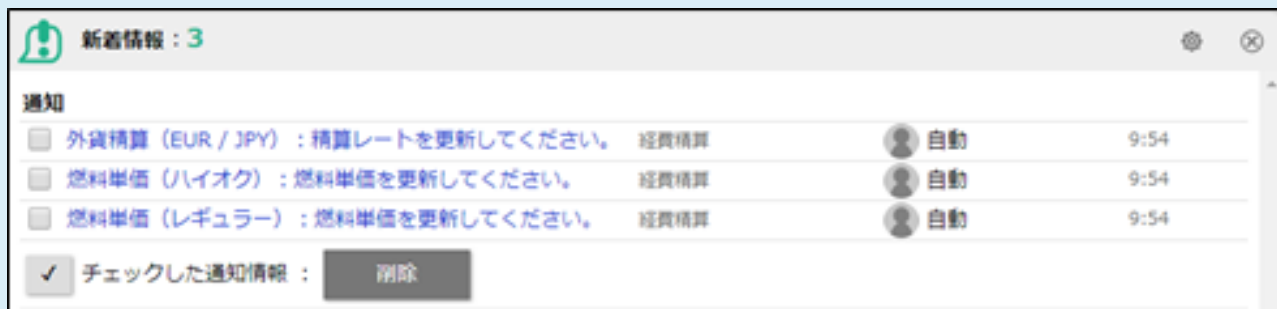 新着情報：3
通知
外貨精算（EUR / JPY）：精算レートを更新してください。 経費精算 自動 9:54
燃料単価（ハイオク）：燃料単価を更新してください。 経費精算 自動 9:54
燃料単価（レギュラー）：燃料単価を更新してください。 経費精算 自動 9:54
✓ チェックした通知情報 ： 削除